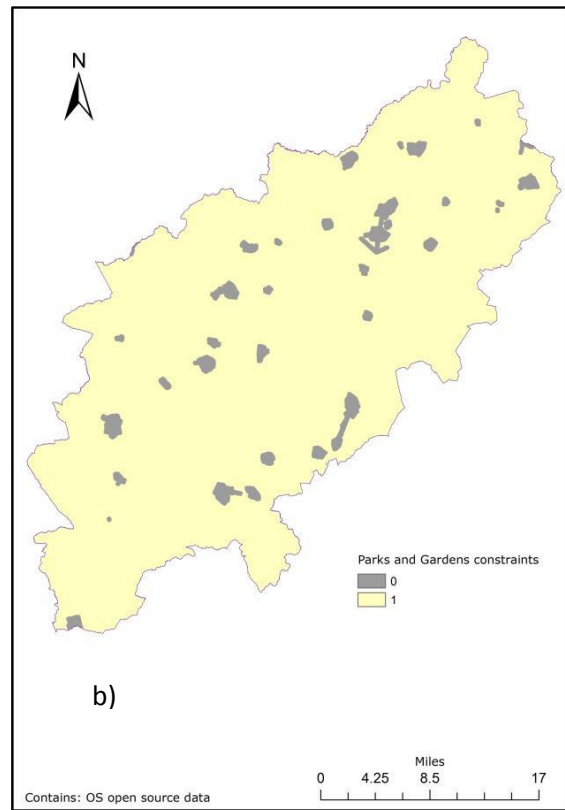 N
Parks and Gardens constraints
0
1
b)
Miles
0 4.25 8.5 17
Contains: OS open source data